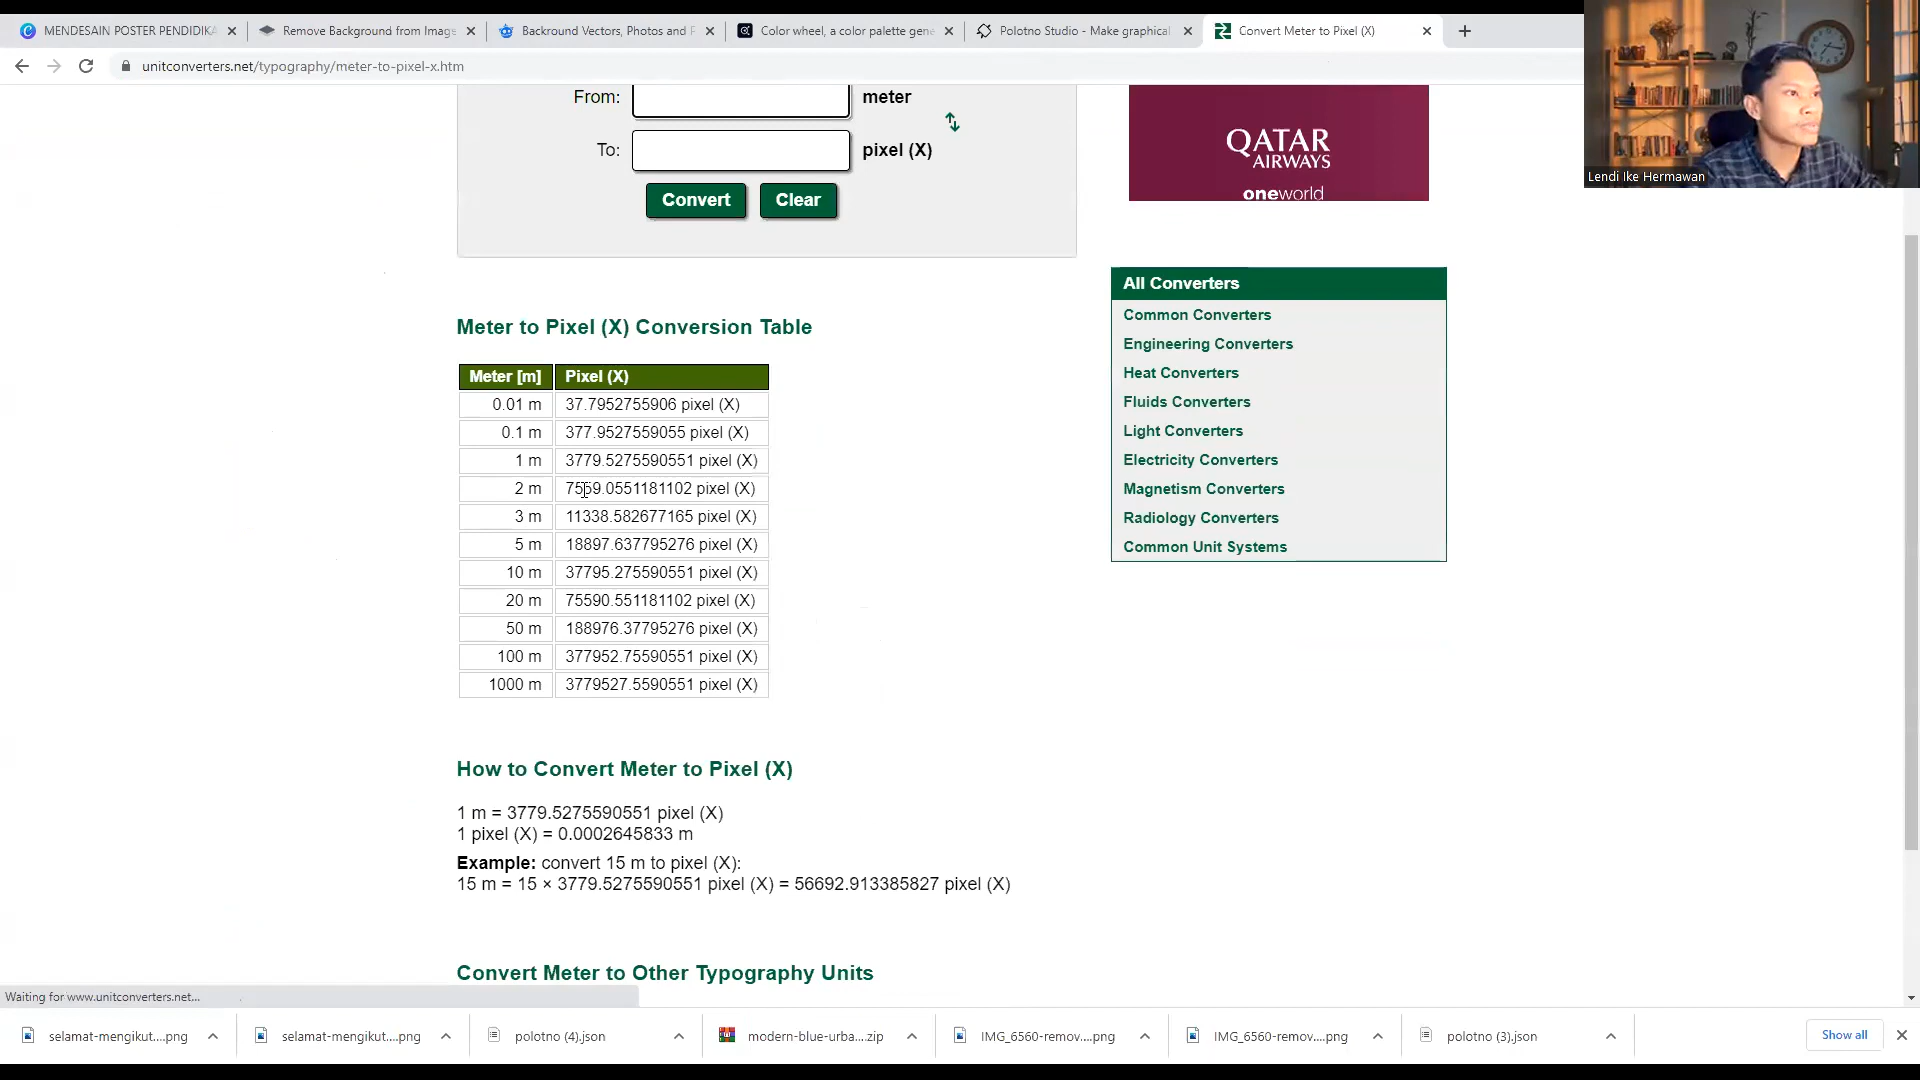 MENDESAIN POSTER PENDIDIKA
Remove Background from Image
Backround Vectors, Photos and P
Color wheel, a color palette gene
Polotno Studio - Make graphical
Convert Meter to Pixel (X)
unitconverters.net/typography/meter-to-pixel-x.htm
From: meter
To: pixel (X)
Convert Clear
QATAR
AIRWAYS
oneworld
Lendi Ike Hermawan
All Converters
Common Converters
Engineering Converters
Heat Converters
Fluids Converters
Light Converters
Electricity Converters
Magnetism Converters
Radiology Converters
Common Unit Systems
Meter to Pixel (X) Conversion Table
Meter [m] Pixel (X)
0.01 m 37.7952755906 pixel (X)
0.1 m 377.9527559055 pixel (X)
1 m 3779.5275590551 pixel (X)
2 m 7559.0551181102 pixel (X)
3 m 11338.582677165 pixel (X)
5 m 18897.637795276 pixel (X)
10 m 37795.275590551 pixel (X)
20 m 75590.551181102 pixel (X)
50 m 188976.37795276 pixel (X)
100 m 377952.75590551 pixel (X)
1000 m 3779527.5590551 pixel (X)
How to Convert Meter to Pixel (X)
1 m = 3779.5275590551 pixel (X)
1 pixel (X) = 0.0002645833 m
Example: convert 15 m to pixel (X):
15 m = 15 × 3779.5275590551 pixel (X) = 56692.913385827 pixel (X)
Convert Meter to Other Typography Units
Waiting for www.unitconverters.net...
selamat-mengikut....png
selamat-mengikut....png
polotno (4).json
modern-blue-urba....zip
IMG_6560-remov....png
IMG_6560-remov....png
polotno (3).json
Show all